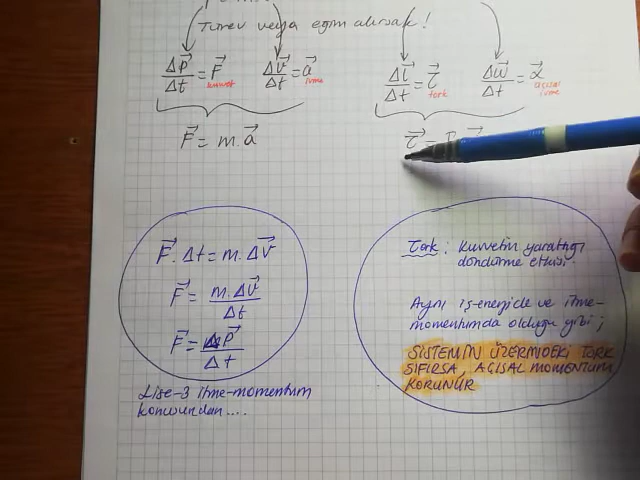 Türev veya eğim alırsak!
ΔP⃗/Δt = F⃗ kuvvet
ΔV⃗/Δt = a⃗ ivme
ΔL⃗/Δt = τ⃗ tork
Δω⃗/Δt = α⃗ açısal ivme
F⃗ = m.a⃗
τ⃗ =
F⃗.Δt = m.ΔV⃗
F⃗ = m.ΔV⃗/Δt
F⃗ = ΔP⃗/Δt
Lise-3 itme-momentum
konusundan....
Tork: Kuvvetin yarattığı
döndürme etkisi.
Aynı iş-enerjide ve itme-
momentumda olduğu gibi;
SİSTEMİN ÜZERİNDEKİ TORK
SIFIRSA, AÇISAL MOMENTUM
KORUNUR